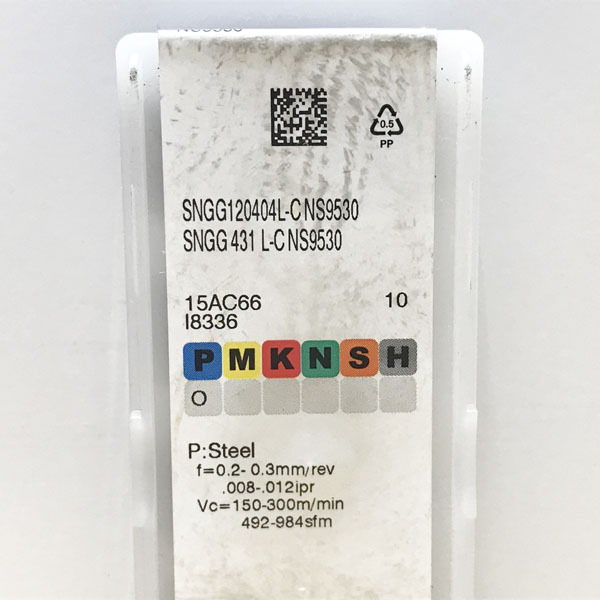 NS9530
0.5
PP
SNGG120404L-C NS9530
SNGG 431 L-C NS9530
15AC66 10
I8336
P M K N S H
O
P:Steel
f=0.2- 0.3mm/rev
.008-.012ipr
Vc=150-300m/min
492-984sfm